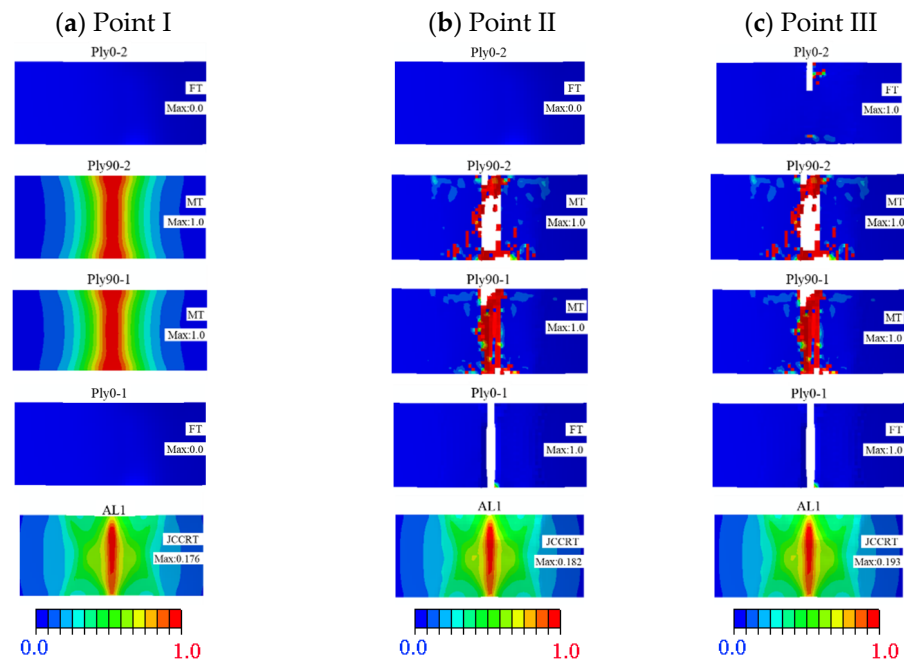 (a) Point I
Ply0-2
FT
Max:0.0
Ply90-2
MT
Max:1.0
Ply90-1
MT
Max:1.0
Ply0-1
FT
Max:0.0
AL1
JCCRT
Max:0.176
0.0 1.0
(b) Point II
Ply0-2
FT
Max:0.0
Ply90-2
MT
Max:1.0
Ply90-1
MT
Max:1.0
Ply0-1
FT
Max:1.0
AL1
JCCRT
Max:0.182
0.0 1.0
(c) Point III
Ply0-2
FT
Max:1.0
Ply90-2
MT
Max:1.0
Ply90-1
MT
Max:1.0
Ply0-1
FT
Max:1.0
AL1
JCCRT
Max:0.193
0.0 1.0